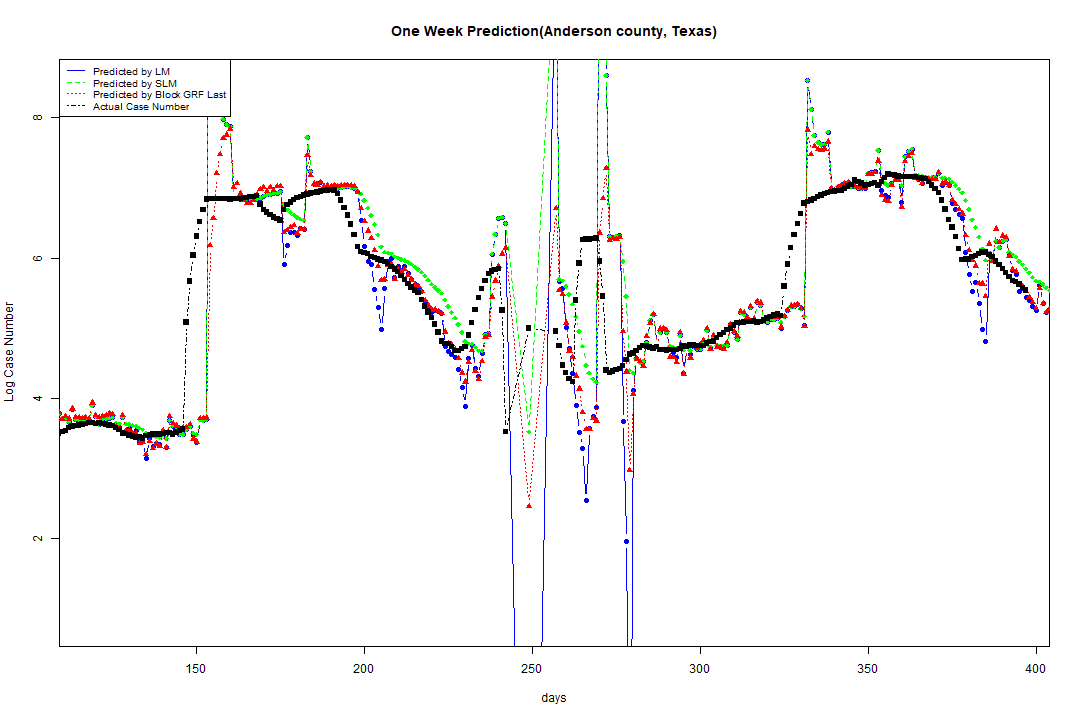 One Week Prediction(Anderson county, Texas)
Predicted by LM
Predicted by SLM
Predicted by Block GRF Last
Actual Case Number
8
6
4
2
Log Case Number
150
200
250
300
350
400
days